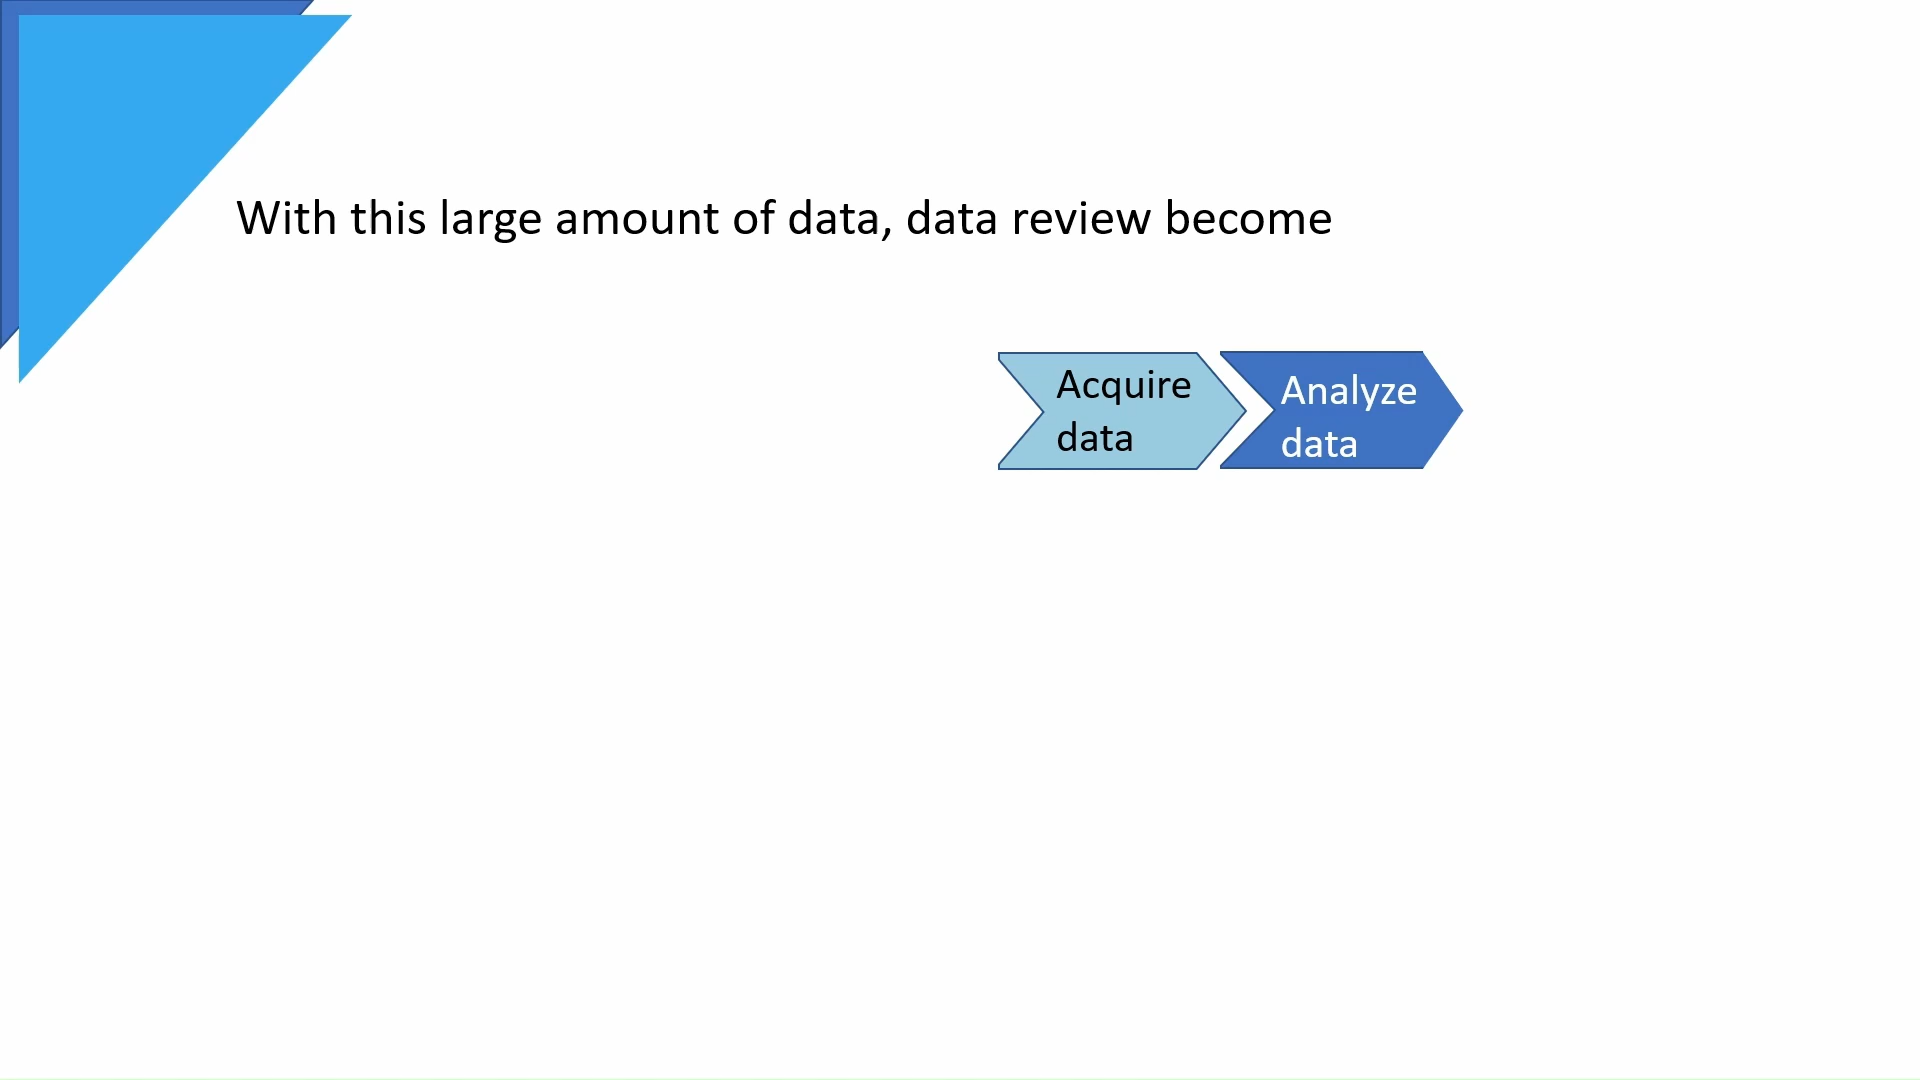 With this large amount of data, data review become
Acquire
data
Analyze
data